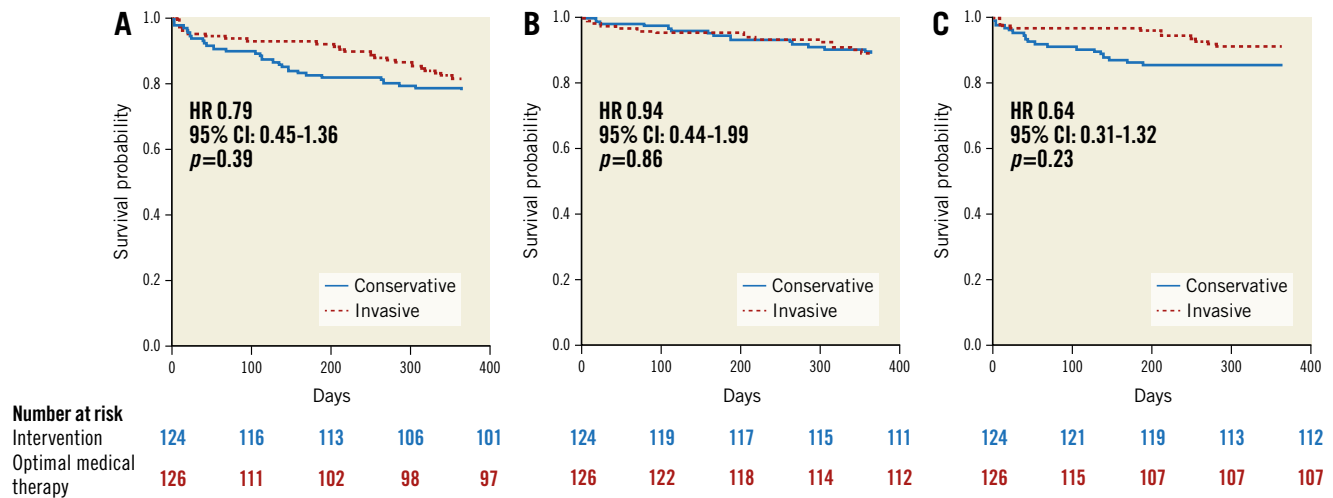 A
1.0
0.8
0.6
0.4
0.2
0.0
Survival probability
HR 0.79
95% CI: 0.45-1.36
p=0.39
Conservative
Invasive
0 100 200 300 400
Days
B
1.0
0.8
0.6
0.4
0.2
0.0
Survival probability
HR 0.94
95% CI: 0.44-1.99
p=0.86
Conservative
Invasive
0 100 200 300 400
Days
C
1.0
0.8
0.6
0.4
0.2
0.0
Survival probability
HR 0.64
95% CI: 0.31-1.32
p=0.23
Conservative
Invasive
0 100 200 300 400
Days
Number at risk
Intervention 124 116 113 106 101 124 119 117 115 111 124 121 119 113 112
Optimal medical
therapy 126 111 102 98 97 126 122 118 114 112 126 115 107 107 107